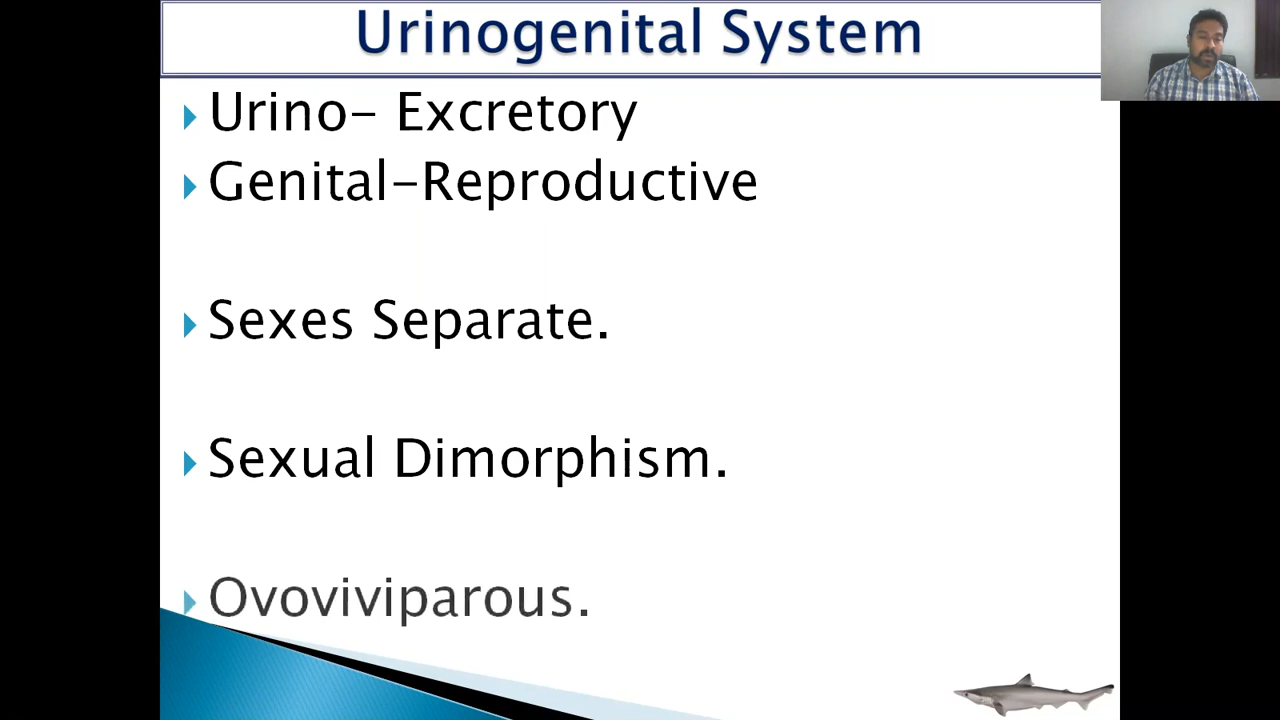 Urinogenital System
Urino- Excretory
Genital-Reproductive
Sexes Separate.
Sexual Dimorphism.
Ovoviviparous.